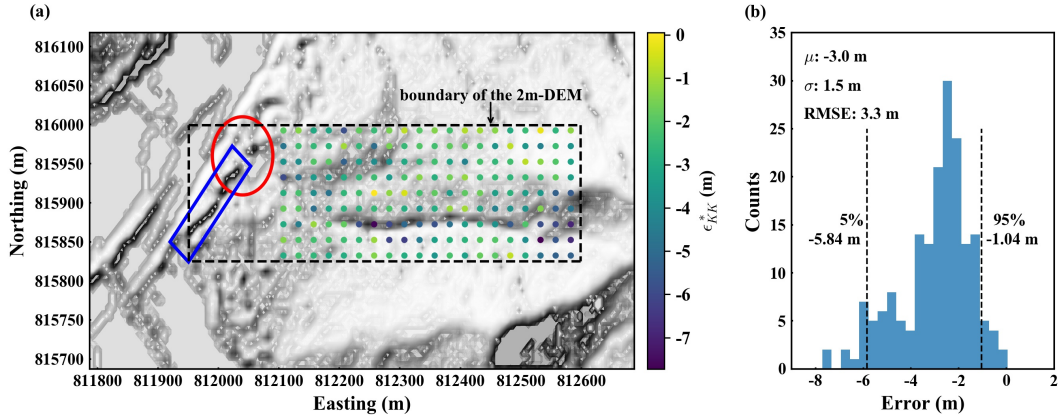 (a)
816100
816050
816000
815950
815900
815850
815800
815750
815700
Northing (m)
811800 811900 812000 812100 812200 812300 812400 812500 812600
Easting (m)
boundary of the 2m-DEM
0
-1
-2
-3
-4
-5
-6
-7
ϵ*KK (m)
(b)
35
30
25
20
15
10
5
0
Counts
μ: -3.0 m
σ: 1.5 m
RMSE: 3.3 m
5%
-5.84 m
95%
-1.04 m
-8 -6 -4 -2 0 2
Error (m)